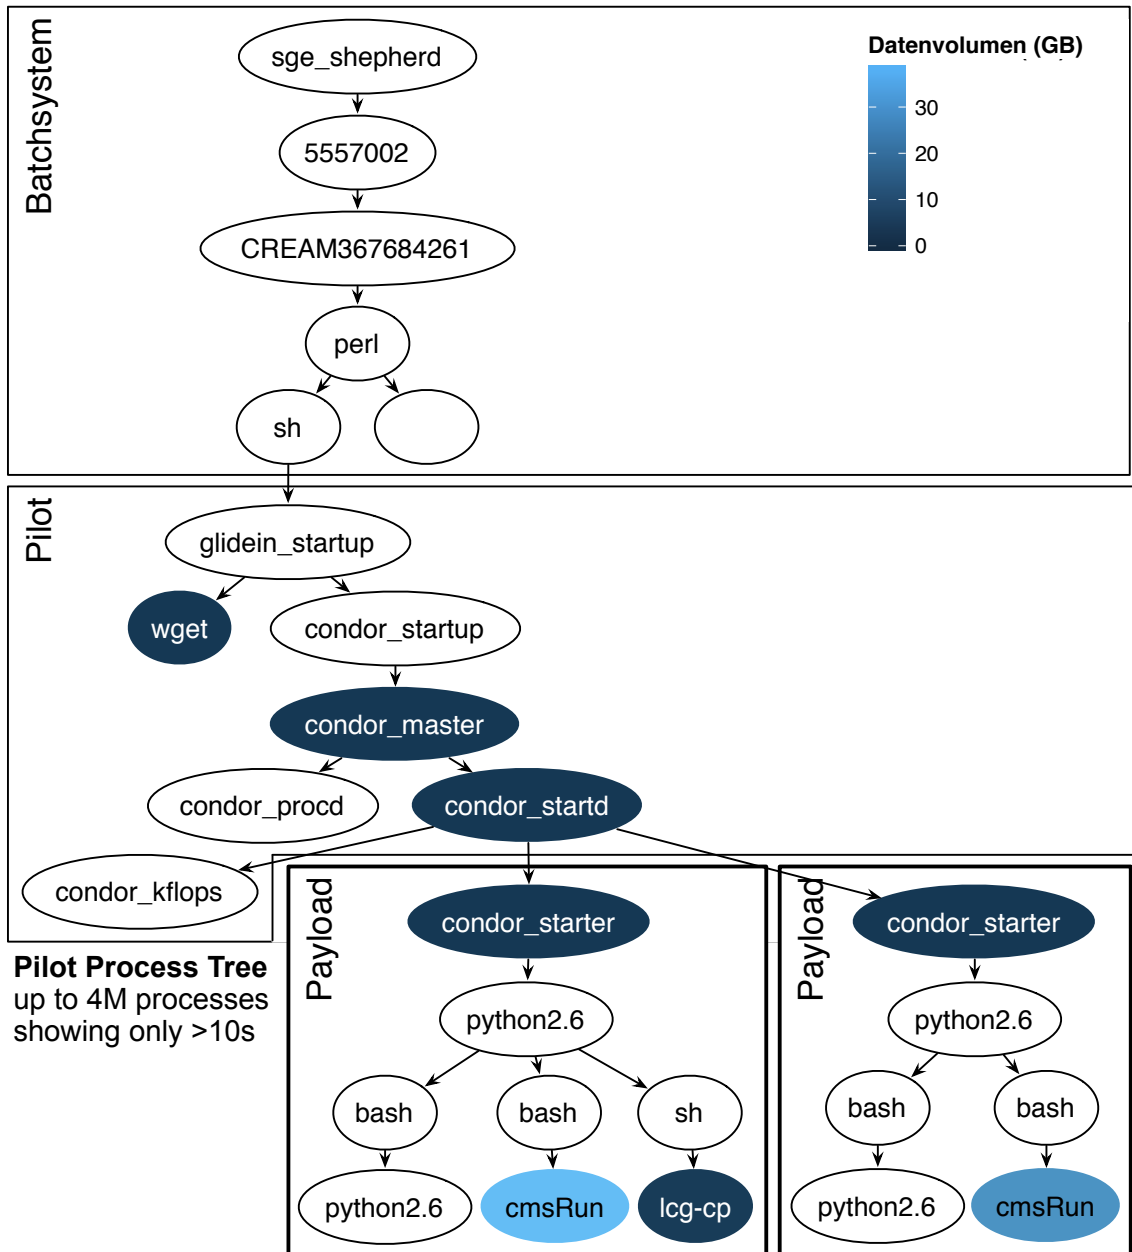 Batchsystem
sge_shepherd
5557002
CREAM367684261
perl
sh
Datenvolumen (GB)
30
20
10
0
Pilot
glidein_startup
wget
condor_startup
condor_master
condor_procd
condor_startd
condor_kflops
Pilot Process Tree
up to 4M processes
showing only >10s
Payload
condor_starter
python2.6
bash
bash
sh
python2.6
cmsRun
lcg-cp
Payload
condor_starter
python2.6
bash
bash
python2.6
cmsRun